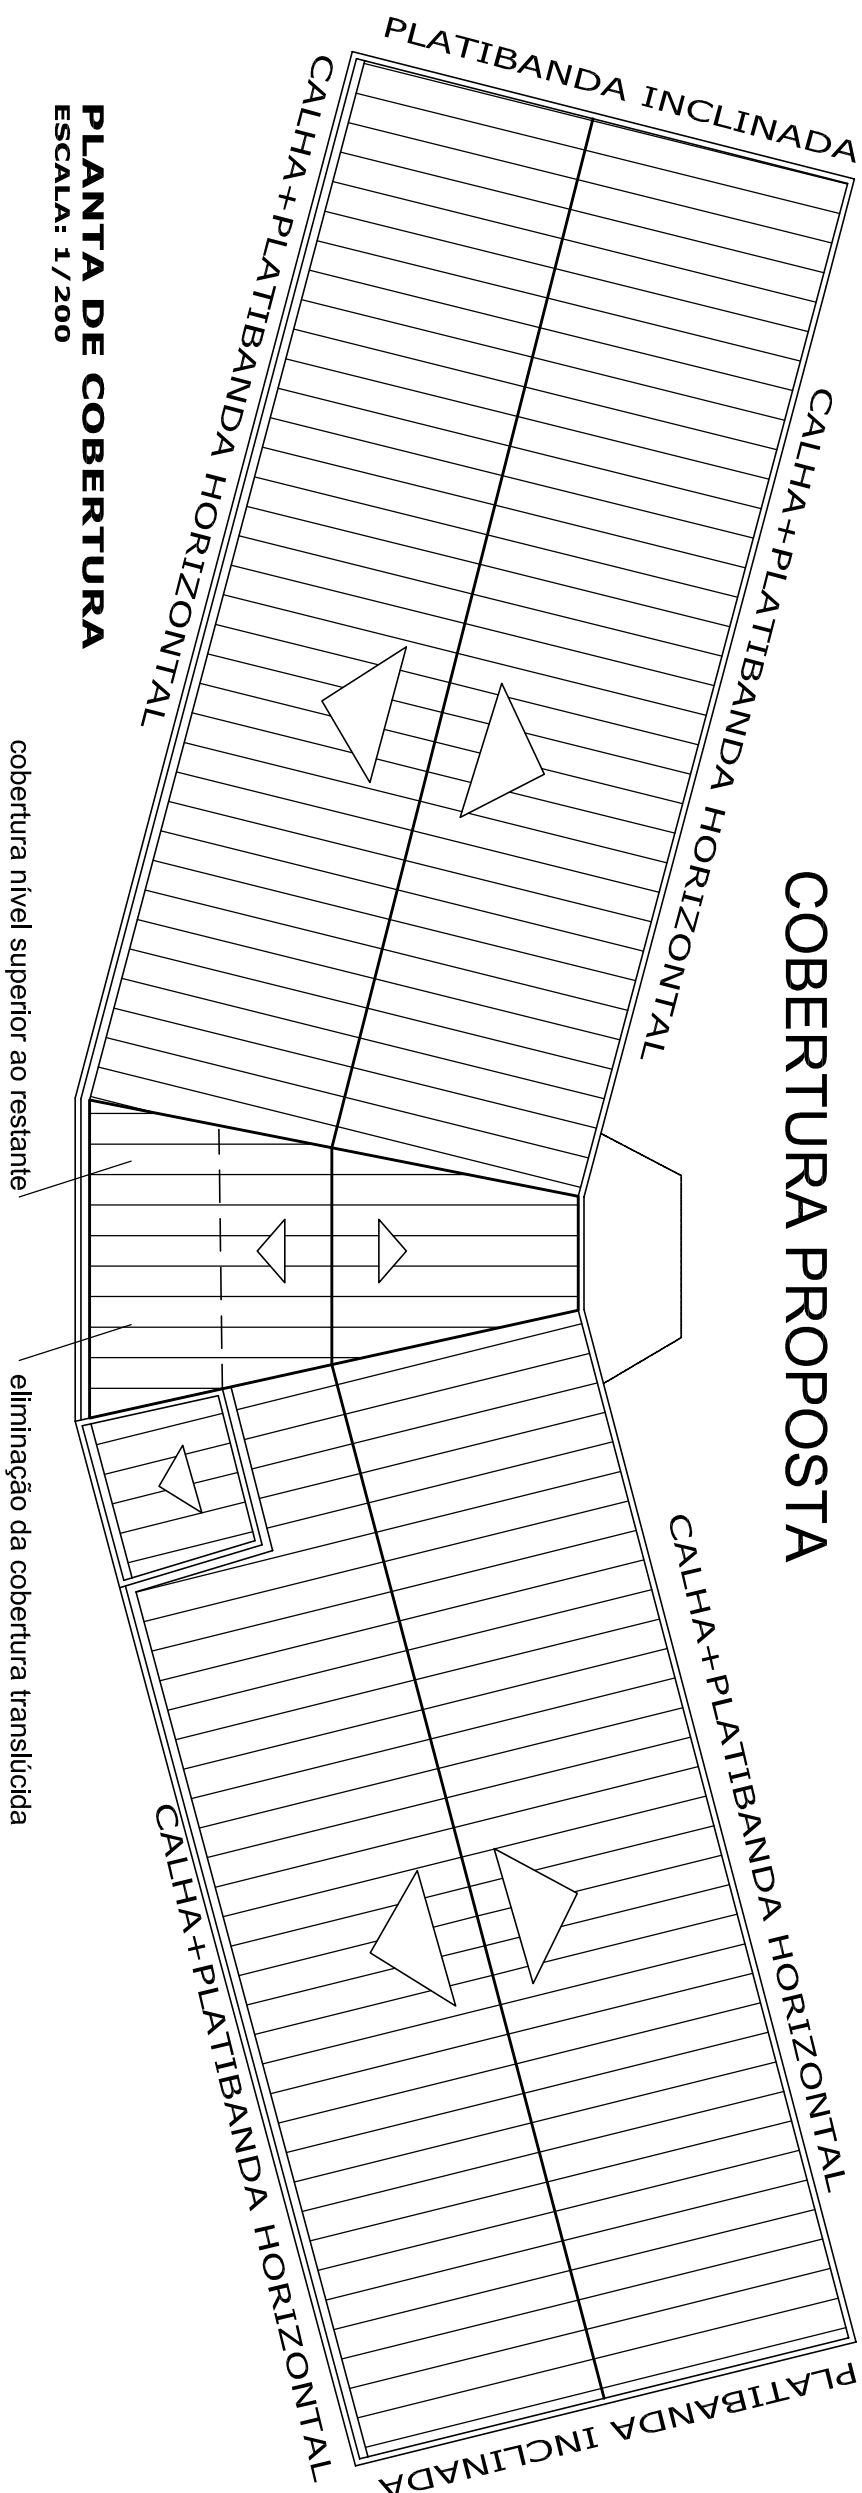 COBERTURA PROPOSTA
PLATIBANDA INCLINADA
CALHA+PLATIBANDA HORIZONTAL
CALHA+PLATIBANDA HORIZONTAL
CALHA+PLATIBANDA HORIZONTAL
CALHA+PLATIBANDA HORIZONTAL
PLATIBANDA INCLINADA
PLANTA DE COBERTURA
ESCALA: 1/200
cobertura nível superior ao restante
eliminação da cobertura translúcida